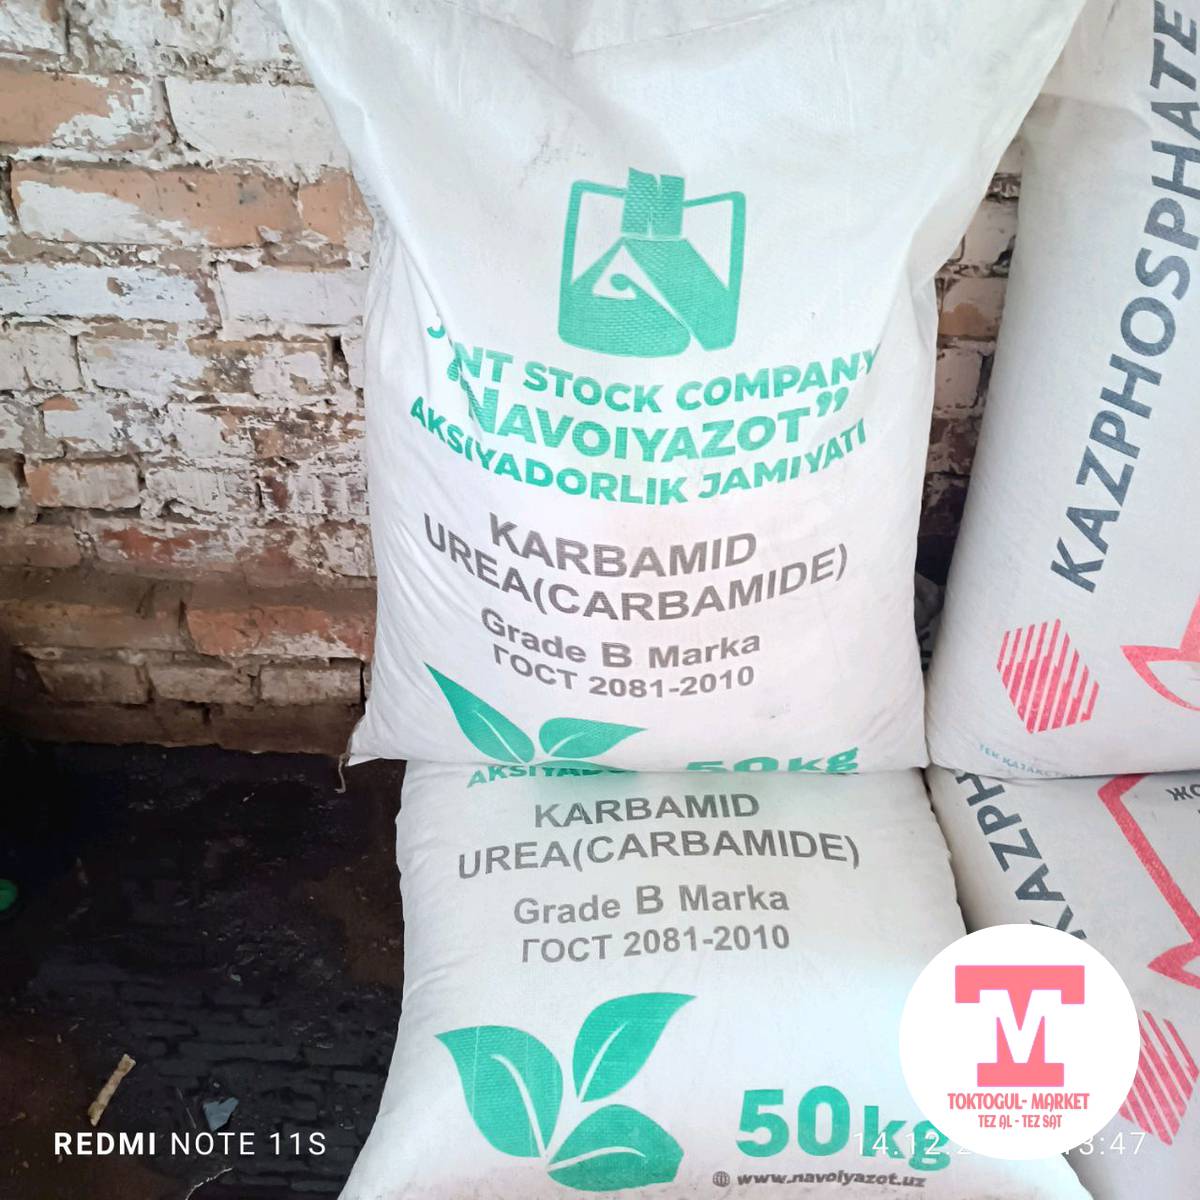 JOINT STOCK COMPANY
"NAVOIYAZOT"
AKSIYADORLIK JAMIYATI
KARBAMID
UREA(CARBAMIDE)
Grade B Marka
ГОСТ 2081-2010
50kg
KARBAMID
UREA(CARBAMIDE)
Grade B Marka
ГОСТ 2081-2010
50kg
www.navoiyazot.uz
KAZPHOSPHATE
TOKTOGUL- MARKET
TEZ AL - TEZ SAT
REDMI NOTE 11S